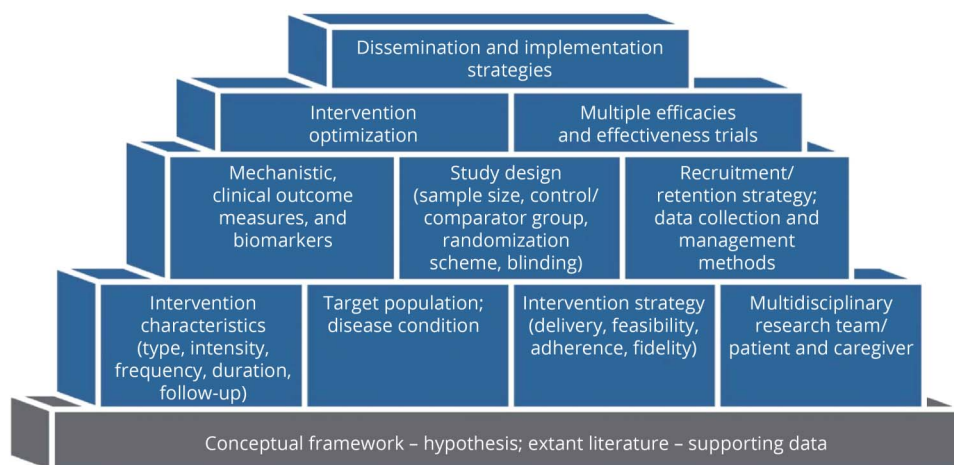 Dissemination and implementation
strategies
Intervention
optimization
Multiple efficacies
and effectiveness trials
Mechanistic,
clinical outcome
measures, and
biomarkers
Study design
(sample size, control/
comparator group,
randomization
scheme, blinding)
Recruitment/
retention strategy;
data collection and
management
methods
Intervention
characteristics
(type, intensity,
frequency, duration,
follow-up)
Target population;
disease condition
Intervention strategy
(delivery, feasibility,
adherence, fidelity)
Multidisciplinary
research team/
patient and caregiver
Conceptual framework – hypothesis; extant literature – supporting data